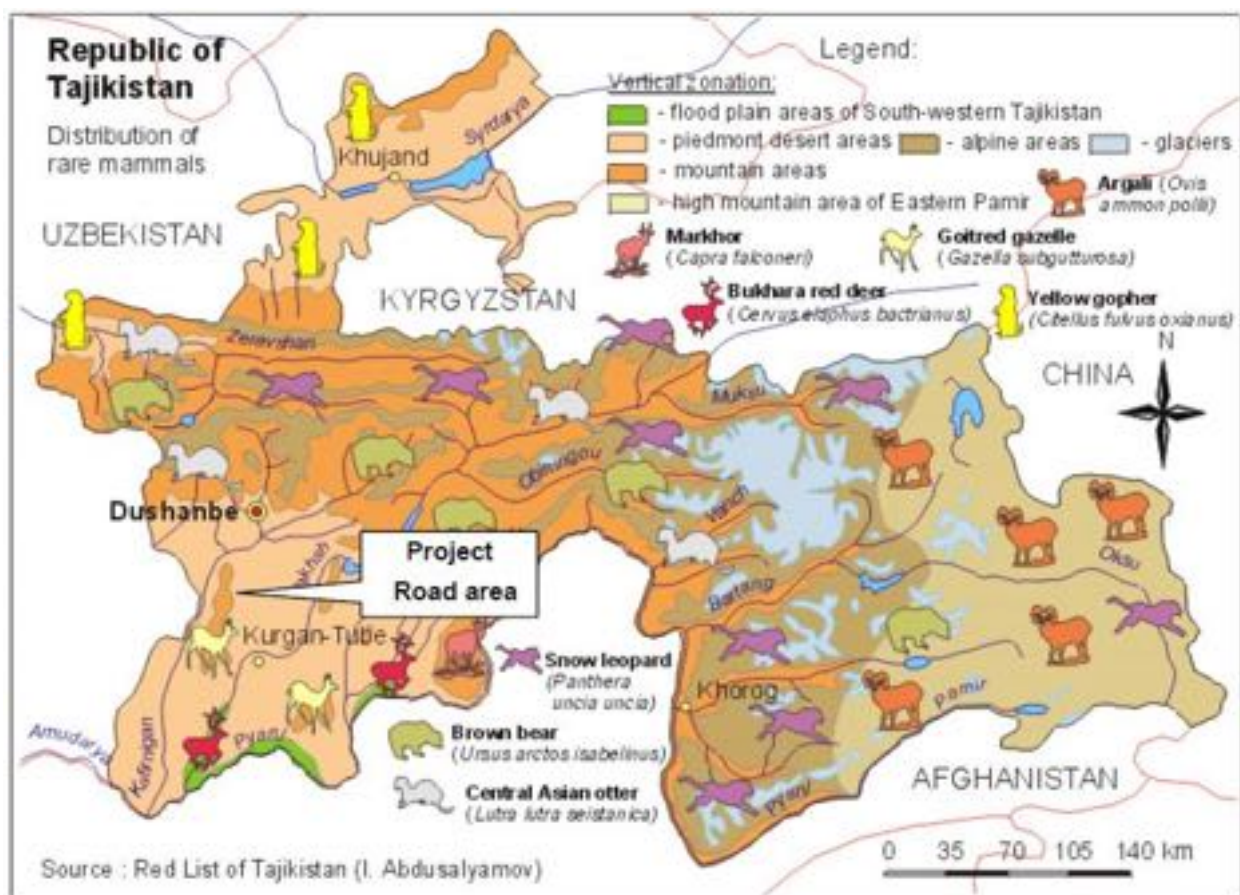 Republic of
Tajikistan
Distribution of
rare mammals
Legend:
Vertical zonation:
- flood plain areas of South-western Tajikistan
- piedmont desert areas
- alpine areas
- glaciers
- mountain areas
- high mountain area of Eastern Pamir
Argali (Ovis
ammon polii)
Markhor
(Capra falconeri)
Goitred gazelle
(Gazella subgutturosa)
Bukhara red deer
(Cervus eldphus bactrianus)
Yellow gopher
(Citellus fulvus oxianus)
N
UZBEKISTAN
KYRGYZSTAN
CHINA
Khujand
Syrdarya
Zeravshan
Muksu
Obihingou
Vanch
Dushanbe
Project
Road area
Bartang
Oksu
Kurgan-Tube
Snow leopard
(Panthera
uncia uncia)
Khorog
Pamir
Amudarya
Kafirnigan
Pyanj
Brown bear
(Ursus arctos isabelinus)
Central Asian otter
(Lutra lutra seistanica)
Pyanj
AFGHANISTAN
0 35 70 105 140 km
Source : Red List of Tajikistan (I. Abdusalyamov)